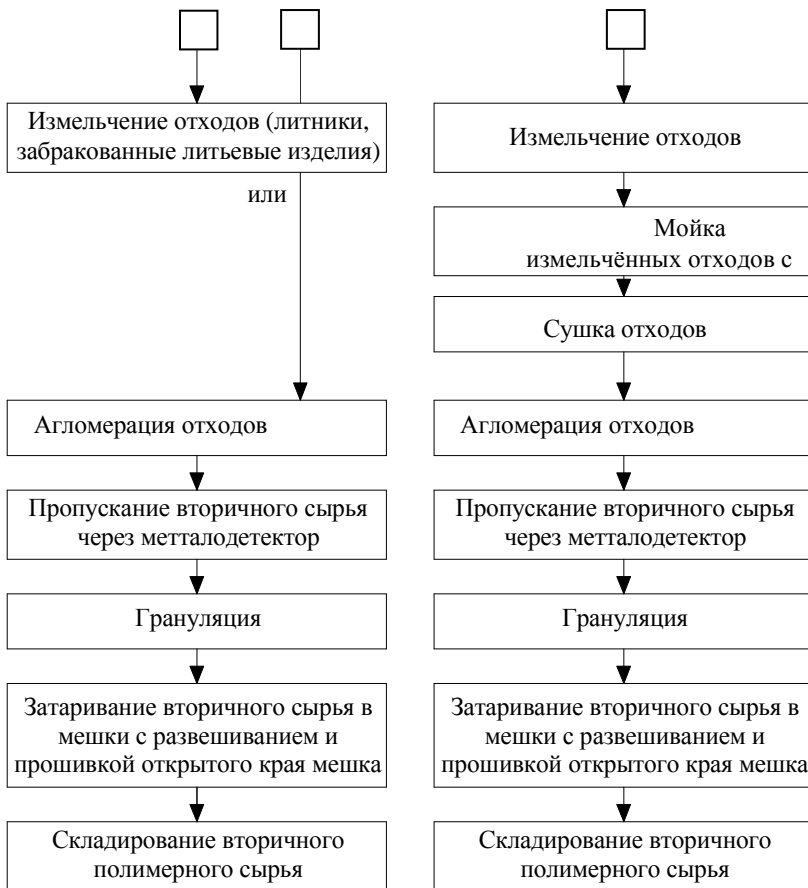 Измельчение отходов (литники,
забракованные литьевые изделия)
или
Агломерация отходов
Пропускание вторичного сырья
через метталодетектор
Грануляция
Затаривание вторичного сырья в
мешки с развешиванием и
прошивкой открытого края мешка
Складирование вторичного
полимерного сырья
Измельчение отходов
Мойка
измельчённых отходов с
Сушка отходов
Агломерация отходов
Пропускание вторичного сырья
через метталодетектор
Грануляция
Затаривание вторичного сырья в
мешки с развешиванием и
прошивкой открытого края мешка
Складирование вторичного
полимерного сырья